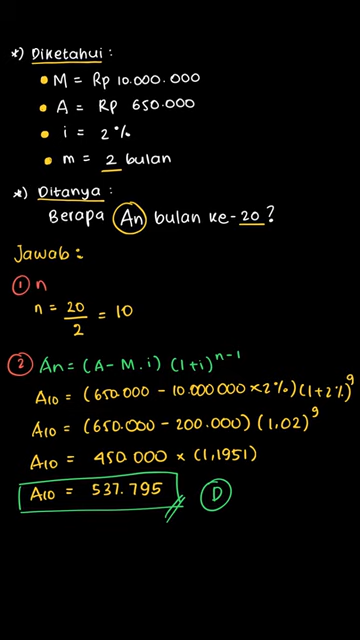 *) Diketahui :
• M = Rp 10.000.000
• A = Rp 650.000
• i = 2 %
• m = 2 bulan
*) Ditanya :
Berapa An bulan ke-20 ?
Jawab :
① n
n = 20/2 = 10
② An = (A - M.i) (1+i)^n-1
A10 = (650.000 - 10.000.000 x 2%) (1+2%)^9
A10 = (650.000 - 200.000) (1,02)^9
A10 = 450.000 x (1,1951)
A10 = 537.795 // Ⓓ